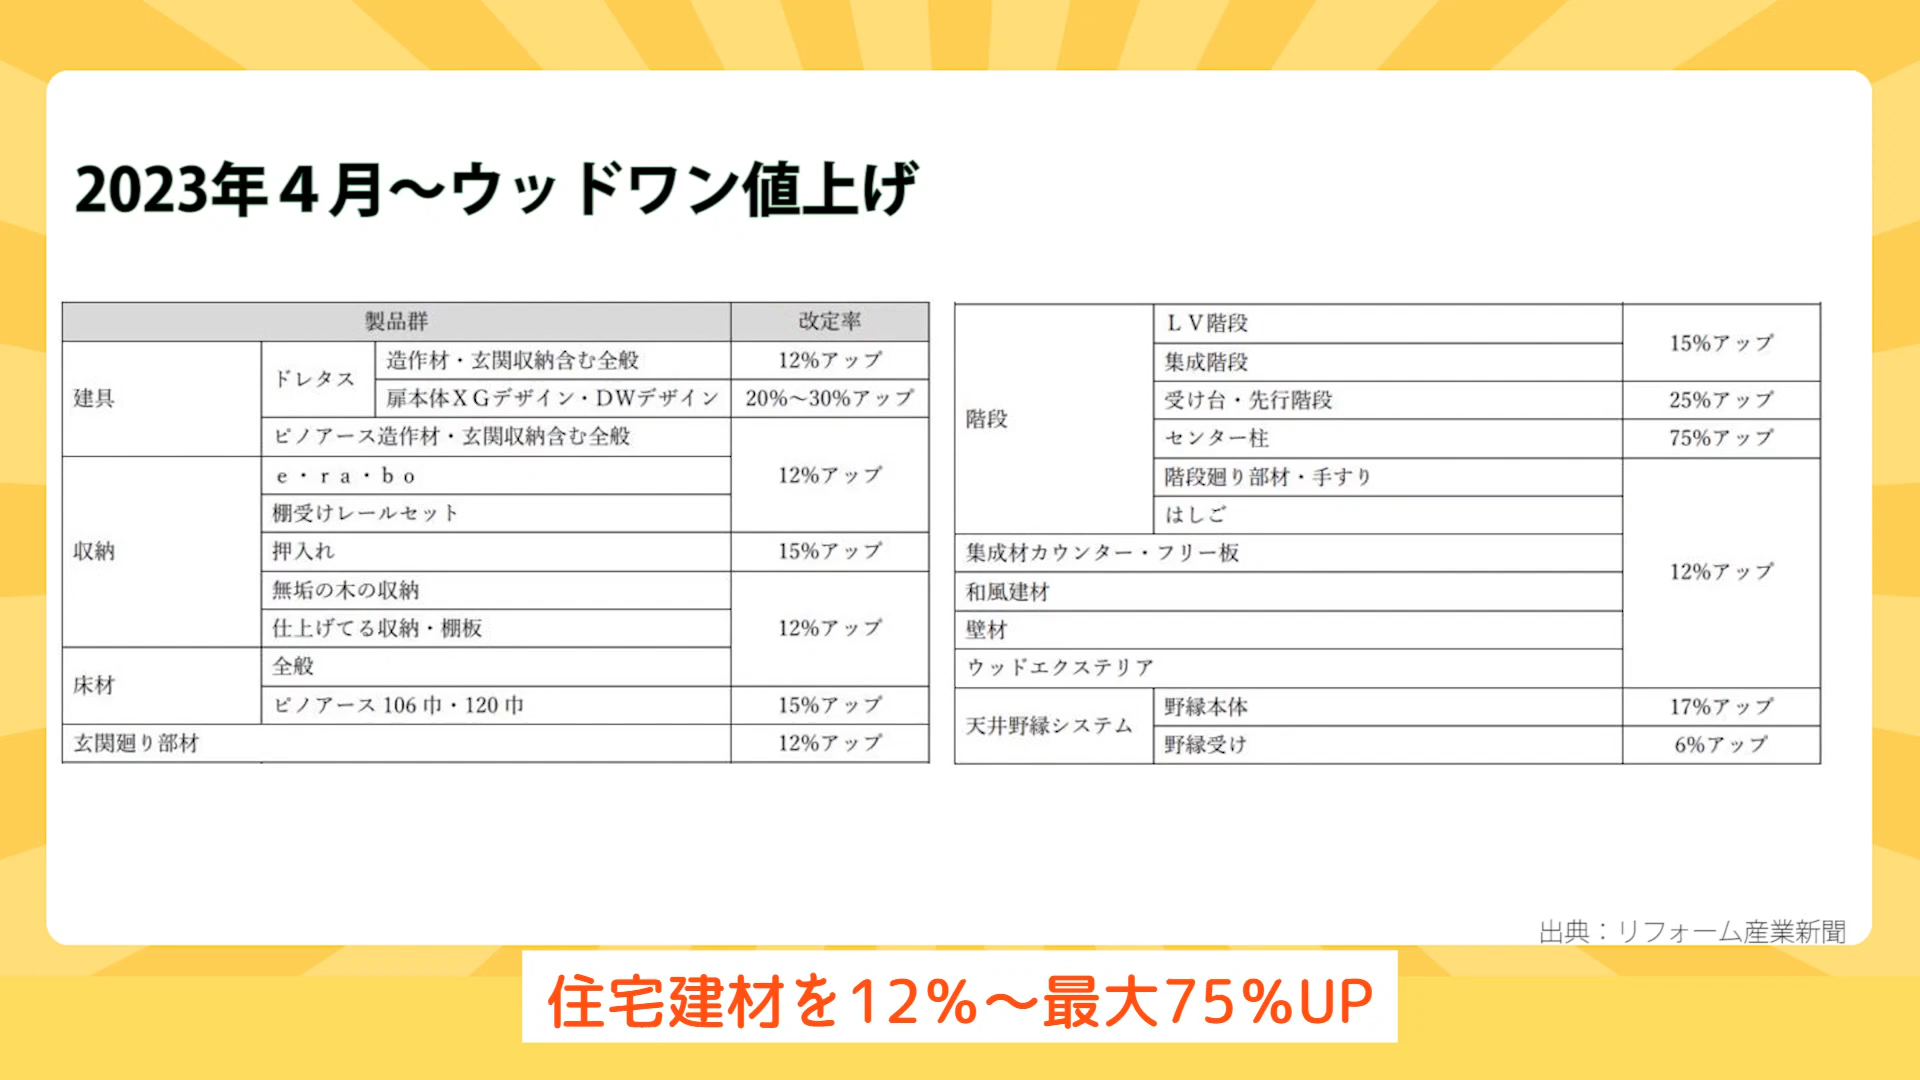 2023年４月～ウッドワン値上げ
製品群 改定率
建具 ドレタス 造作材・玄関収納含む全般 12%アップ
扉本体ＸＧデザイン・DWデザイン 20%～30%アップ
ピノアース造作材・玄関収納含む全般 12%アップ
収納 ｅ・ｒａ・ｂｏ
棚受けレールセット
押入れ 15%アップ
無垢の木の収納 12%アップ
仕上げてる収納・棚板
床材 全般
ピノアース 106 巾・120 巾 15%アップ
玄関廻り部材 12%アップ
階段 ＬＶ階段 15%アップ
集成階段
受け台・先行階段 25%アップ
センター柱 75%アップ
階段廻り部材・手すり 12%アップ
はしご
集成材カウンター・フリー板
和風建材
壁材
ウッドエクステリア
天井野縁システム 野縁本体 17%アップ
野縁受け 6%アップ
出典：リフォーム産業新聞
住宅建材を12%～最大75%UP